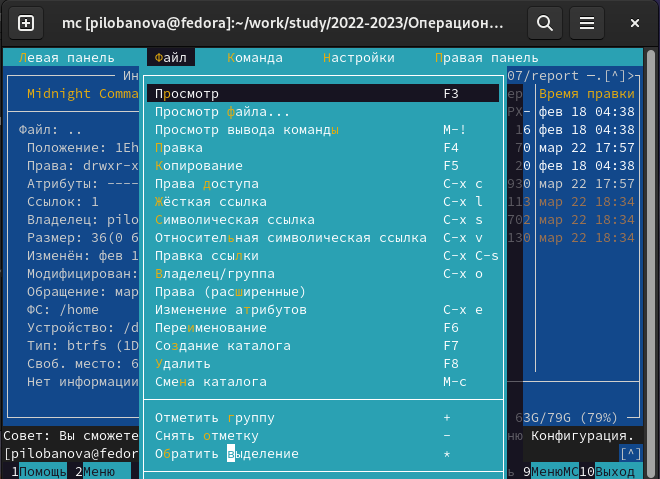 mc [pilobanova@fedora]:~/work/study/2022-2023/Операцион...
Левая панель Файл Команда Настройки Правая панель
Ин 07/report —.[^]>
Midnight Comma Просмотр F3 ер Время правки
Просмотр файла... РХ- фев 18 04:38
Файл: .. Просмотр вывода команды M-! 16 фев 18 04:38
Положение: 1Eh Правка F4 70 мар 22 17:57
Права: drwxr-x Копирование F5 20 фев 18 04:38
Атрибуты: ---- Права доступа C-x c 930 мар 22 17:57
Ссылок: 1 Жёсткая ссылка C-x l 113 мар 22 18:34
Владелец: pilo Символическая ссылка C-x s 207 мар 22 18:34
Размер: 36(0 б Относительная символическая ссылка C-x v 130 мар 22 18:34
Изменён: фев 1 Правка ссылки C-x C-s
Модифицирован: Владелец/группа C-x o
Обращение: мар Права (расширенные)
ФС: /home Изменение атрибутов C-x e
Устройство: /d Переименование F6
Тип: btrfs (1D Создание каталога F7
Своб. место: 6 Удалить F8
Нет информации Смена каталога M-c
Отметить группу + 63G/79G (79%)
Совет: Вы сможете Снять отметку - ню Конфигурация.
[pilobanova@fedor Обратить выделение * [^]
1Помощь 2Меню ь 9МенюMC10Выход